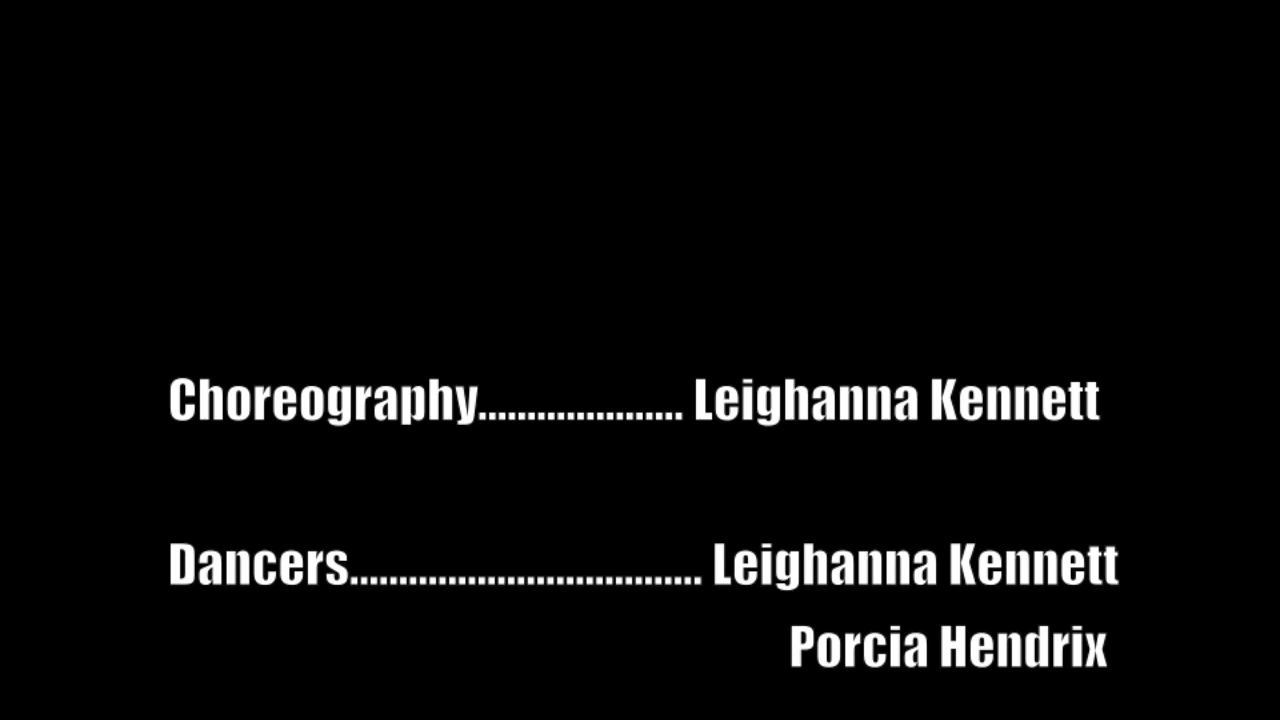 Choreography..................... Leighanna Kennett
Dancers.................................... Leighanna Kennett
Porcia Hendrix